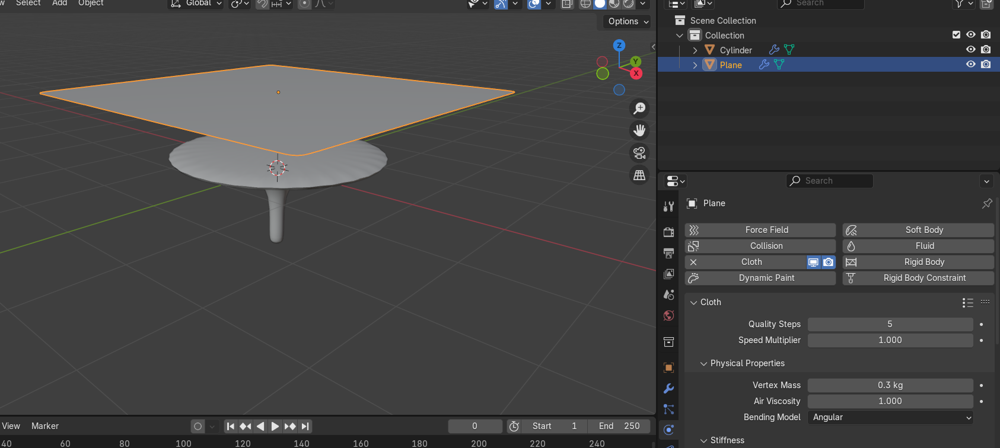 w Select Add Object Global
Options
Z
Y
X
Search
Scene Collection
Collection
Cylinder
Plane
Search
Plane
Force Field Soft Body
Collision Fluid
Cloth Rigid Body
Dynamic Paint Rigid Body Constraint
Cloth
Quality Steps 5
Speed Multiplier 1.000
Physical Properties
Vertex Mass 0.3 kg
Air Viscosity 1.000
Bending Model Angular
Stiffness
View Marker 0 Start 1 End 250
40 60 80 100 120 140 160 180 200 220 240